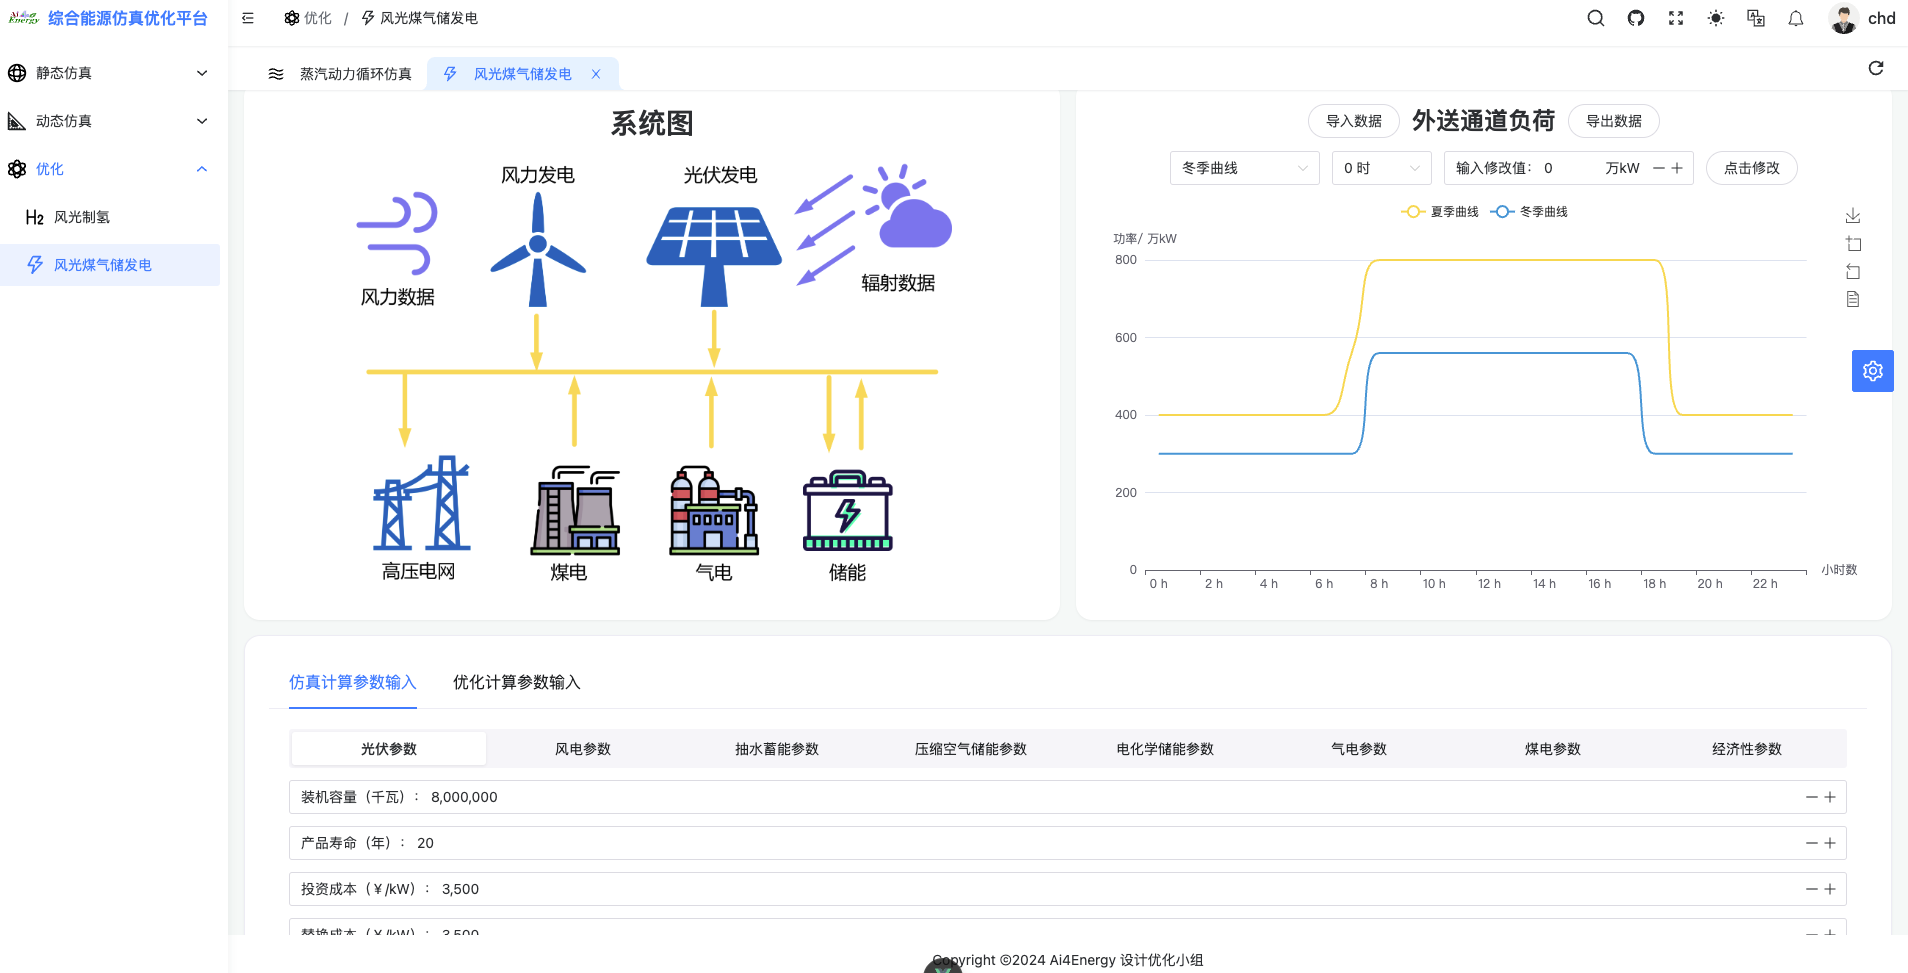 Ai4Energy 综合能源仿真优化平台
优化 / 风光煤气储发电
chd
静态仿真
动态仿真
优化
H2 风光制氢
风光煤气储发电
蒸汽动力循环仿真
风光煤气储发电
系统图
风力发电
光伏发电
风力数据
辐射数据
高压电网
煤电
气电
储能
导入数据
外送通道负荷
导出数据
冬季曲线
0 时
输入修改值： 0 万kW
点击修改
夏季曲线
冬季曲线
功率/ 万kW
800
600
400
200
0
0 h 2 h 4 h 6 h 8 h 10 h 12 h 14 h 16 h 18 h 20 h 22 h
小时数
仿真计算参数输入
优化计算参数输入
光伏参数 风电参数 抽水蓄能参数 压缩空气储能参数 电化学储能参数 气电参数 煤电参数 经济性参数
装机容量（千瓦）： 8,000,000
产品寿命（年）： 20
投资成本（￥/kW）： 3,500
替换成本（￥/kW）： 3,500
Copyright ©2024 Ai4Energy 设计优化小组